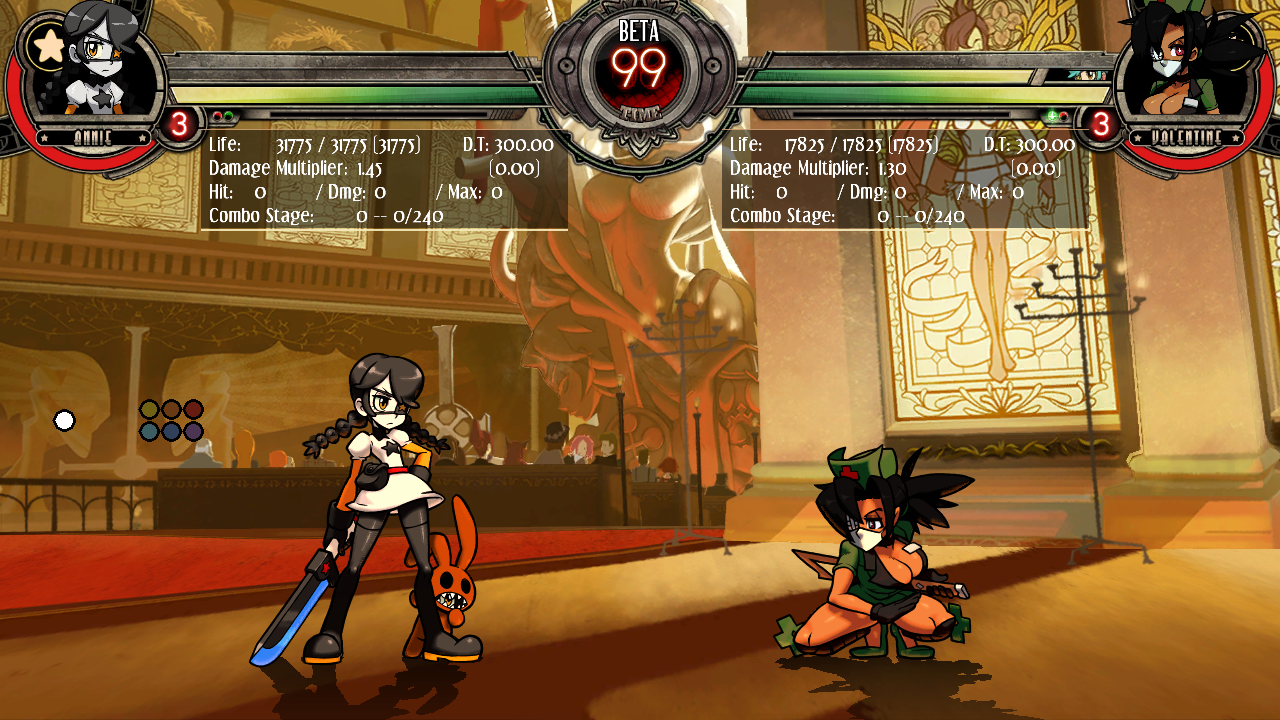 BETA
99
TIME
ANNIE
3
3
VALENTINE
Life: 31775 / 31775 (31775) D.T: 300.00
Damage Multiplier: 1.45 (0.00)
Hit: 0 / Dmg: 0 / Max: 0
Combo Stage: 0 -- 0/240
Life: 17825 / 17825 (17825) D.T: 300.00
Damage Multiplier: 1.30 (0.00)
Hit: 0 / Dmg: 0 / Max: 0
Combo Stage: 0 -- 0/240